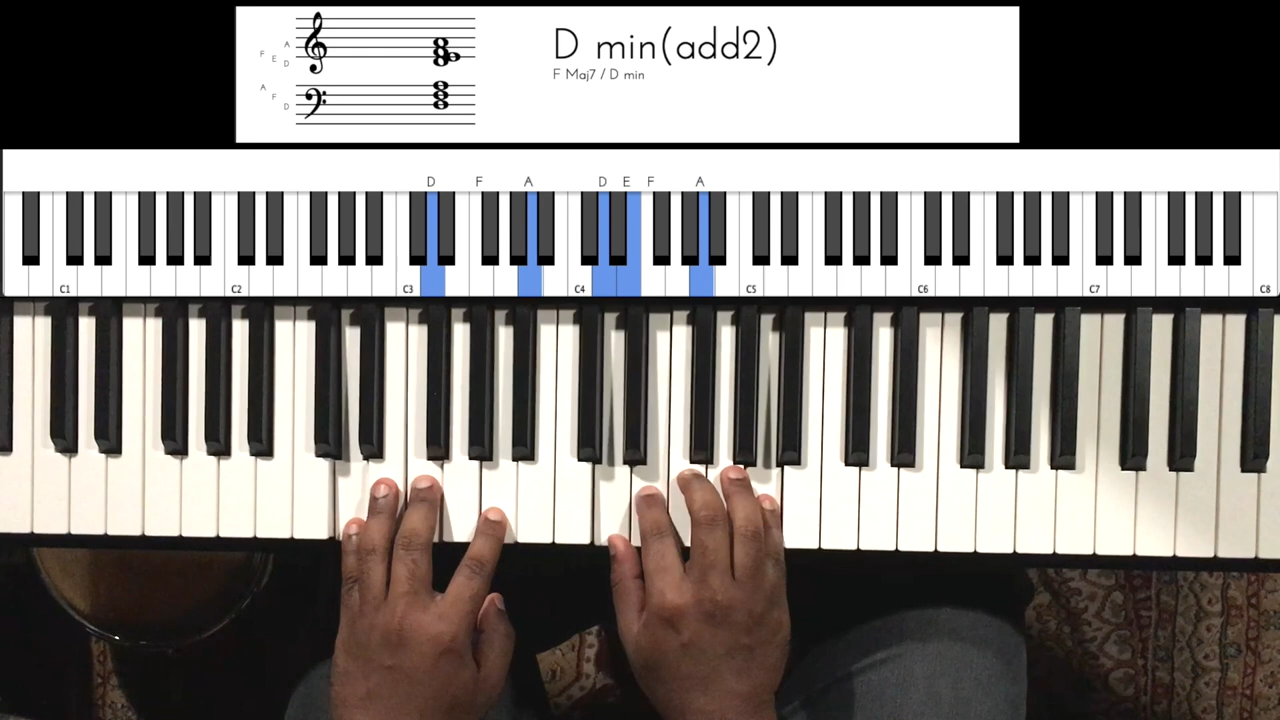 D min(add2)
F Maj7 / D min
A
F
E
D
A
F
D
D F A D E F A
C1 C2 C3 C4 C5 C6 C7 C8